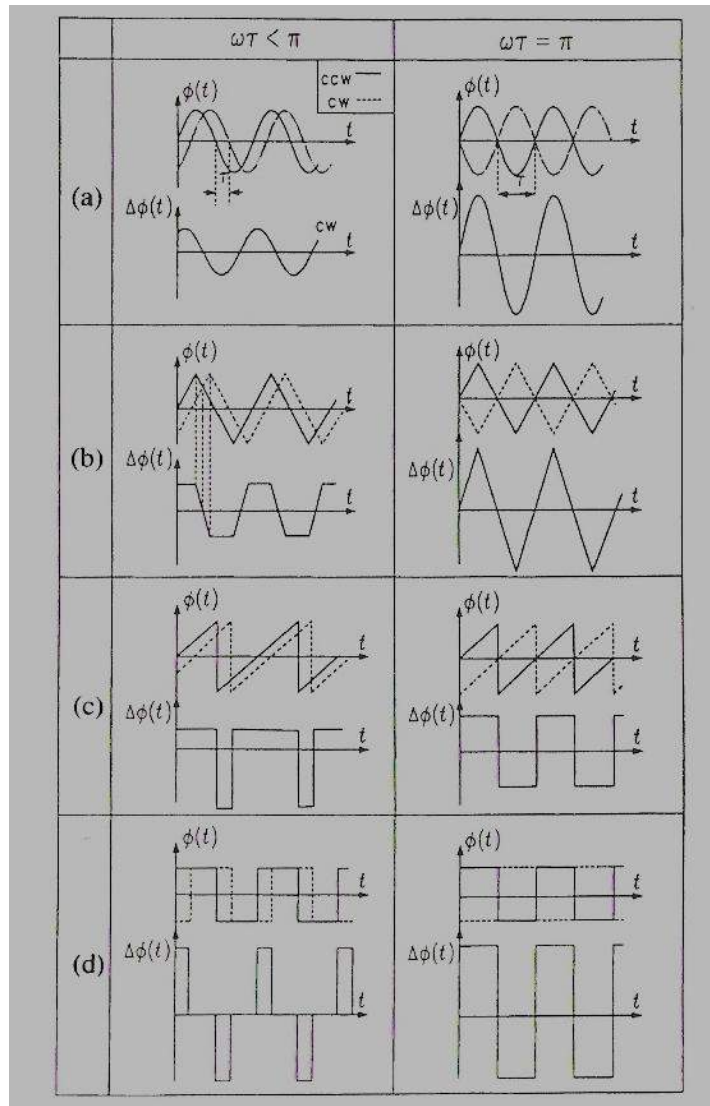 ωτ < π
ωτ = π
ccw
cw
ϕ(t)
t
τ
(a)
Δϕ(t)
cw
t
ϕ(t)
t
τ
Δϕ(t)
t
ϕ(t)
t
(b)
Δϕ(t)
t
ϕ(t)
t
Δϕ(t)
t
ϕ(t)
t
(c)
Δϕ(t)
t
ϕ(t)
t
Δϕ(t)
t
ϕ(t)
t
(d)
Δϕ(t)
t
ϕ(t)
t
Δϕ(t)
t